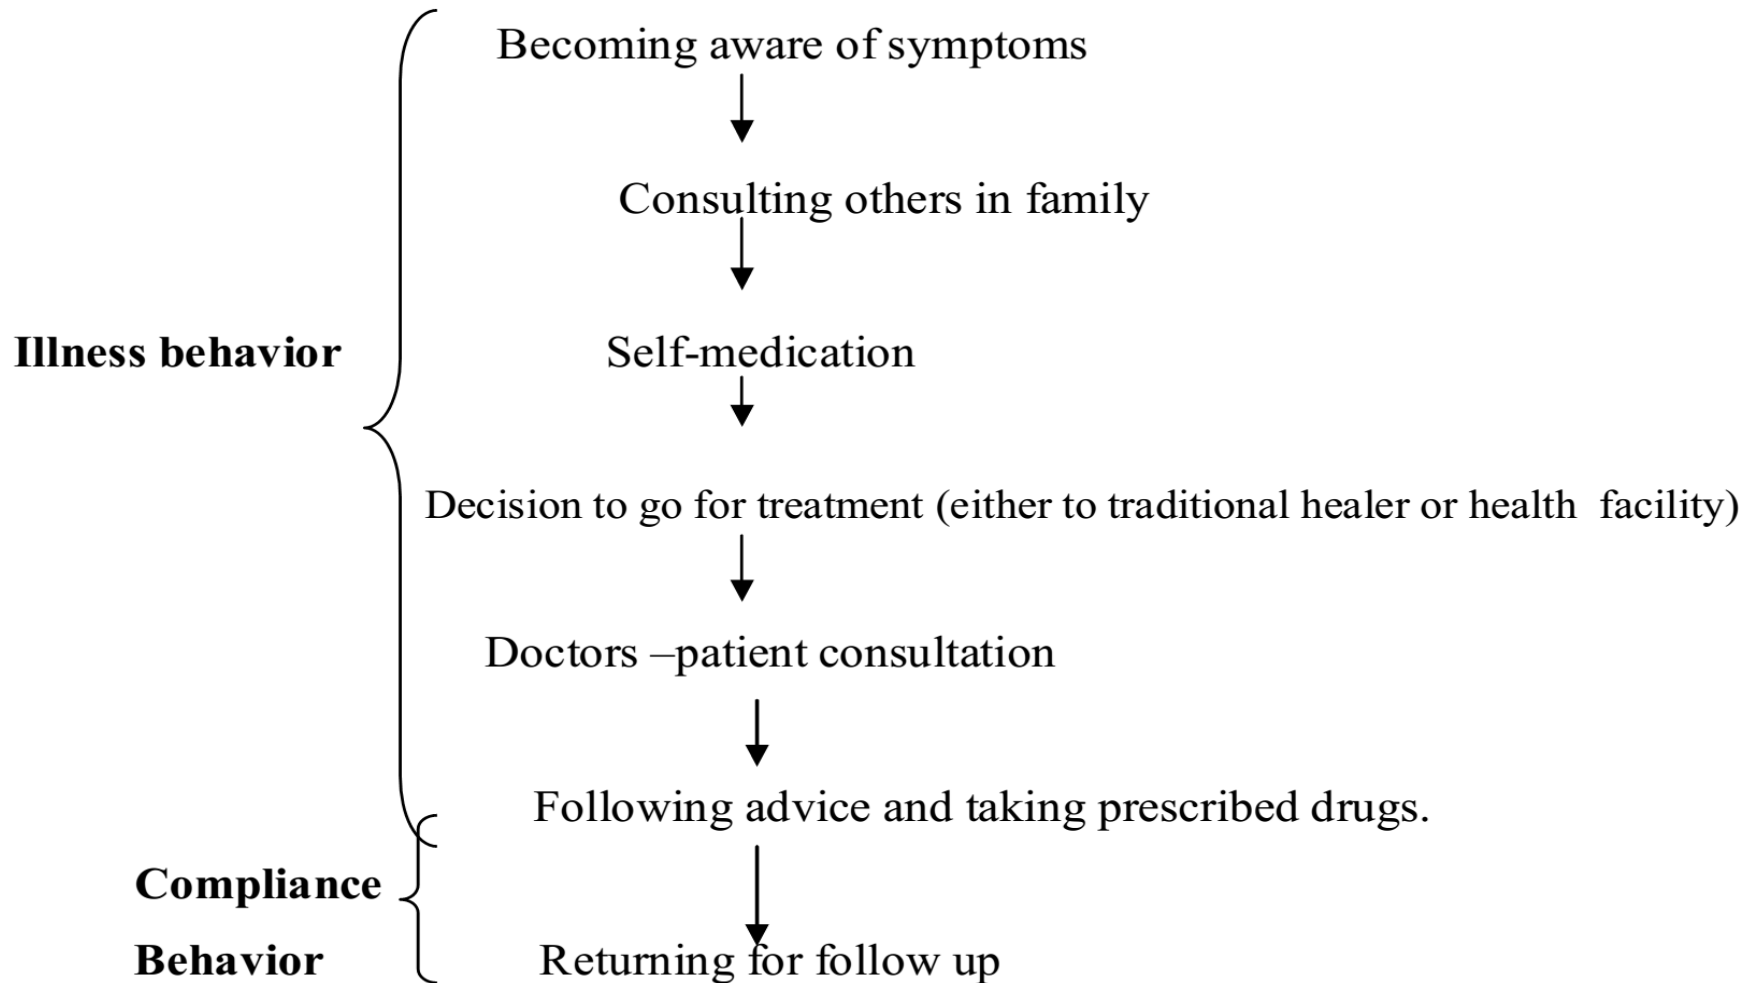 Becoming aware of symptoms
Consulting others in family
Illness behavior
Self-medication
Decision to go for treatment (either to traditional healer or health facility)
Doctors –patient consultation
Following advice and taking prescribed drugs.
Compliance
Behavior
Returning for follow up